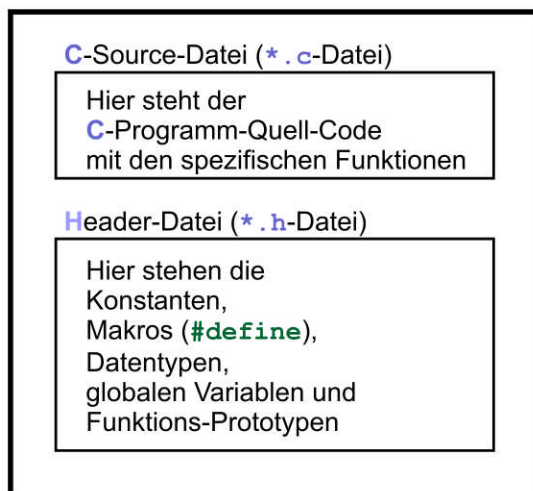 C-Source-Datei (*.c-Datei)
Hier steht der
C-Programm-Quell-Code
mit den spezifischen Funktionen
Header-Datei (*.h-Datei)
Hier stehen die
Konstanten,
Makros (#define),
Datentypen,
globalen Variablen und
Funktions-Prototypen